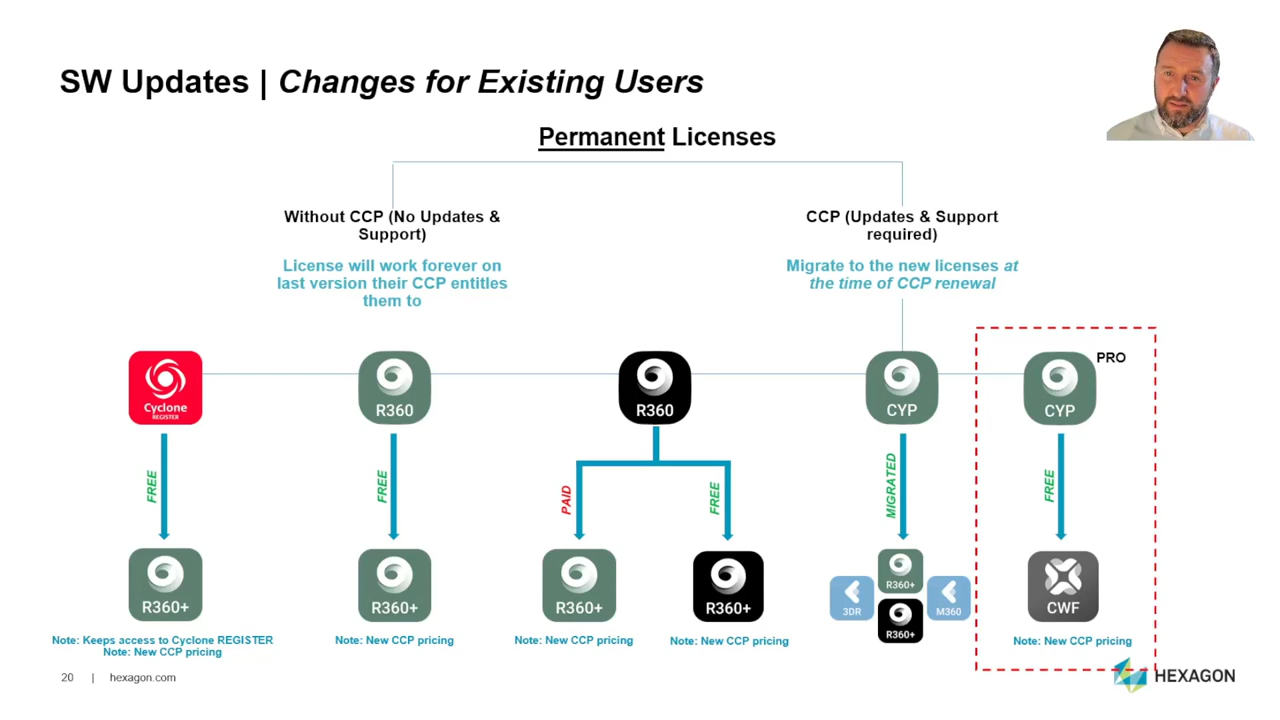 SW Updates | Changes for Existing Users
Permanent Licenses
Without CCP (No Updates &
Support)
License will work forever on
last version their CCP entitles
them to
CCP (Updates & Support
required)
Migrate to the new licenses at
the time of CCP renewal
Cyclone
REGISTER
R360
R360
CYP
CYP
PRO
FREE
FREE
PAID
FREE
MIGRATED
FREE
R360+
R360+
R360+
R360+
3DR
R360+
R360+
M360
CWF
Note: Keeps access to Cyclone REGISTER
Note: New CCP pricing
Note: New CCP pricing
Note: New CCP pricing
Note: New CCP pricing
Note: New CCP pricing
20 | hexagon.com
HEXAGON